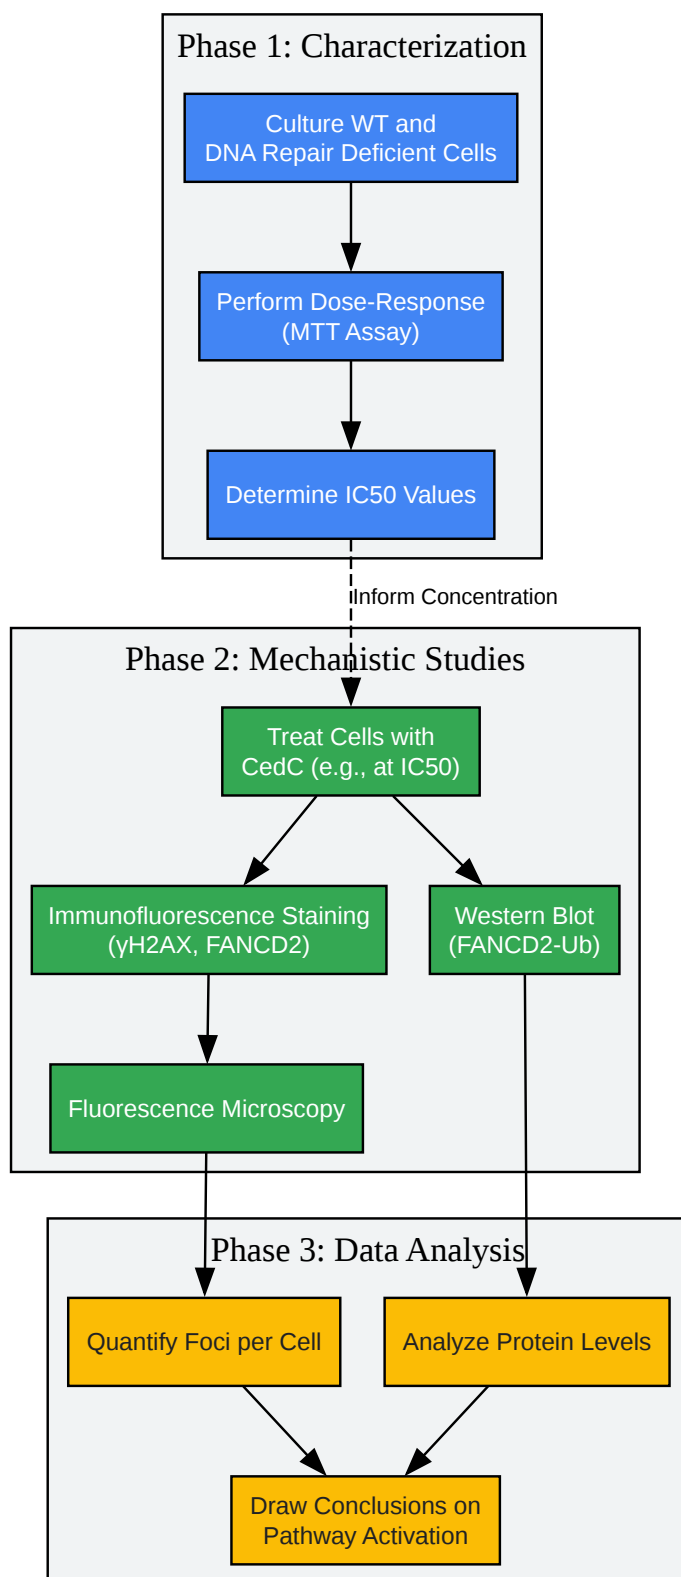 Phase 1: Characterization
Culture WT and
DNA Repair Deficient Cells
Perform Dose-Response
(MTT Assay)
Determine IC50 Values
Inform Concentration
Phase 2: Mechanistic Studies
Treat Cells with
CedC (e.g., at IC50)
Immunofluorescence Staining
(γH2AX, FANCD2)
Western Blot
(FANCD2-Ub)
Fluorescence Microscopy
Phase 3: Data Analysis
Quantify Foci per Cell
Analyze Protein Levels
Draw Conclusions on
Pathway Activation